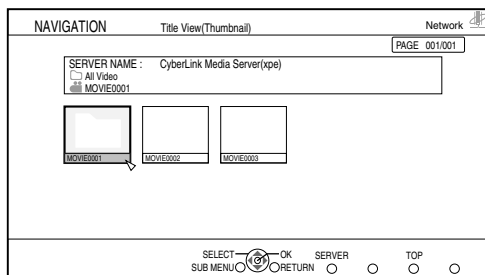 NAVIGATION Title View(Thumbnail) Network
PAGE 001/001
SERVER NAME : CyberLink Media Server(xpe)
All Video
MOVIE0001
MOVIE0001 MOVIE0002 MOVIE0003
SELECT OK SERVER TOP
SUB MENU RETURN